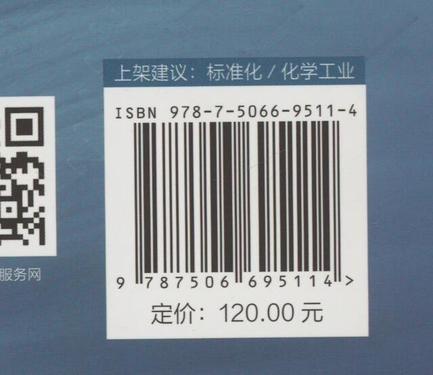 上架建议：标准化 / 化学工业
ISBN 978-7-5066-9511-4
9 787506 695114 >
服务网
定价：120.00 元